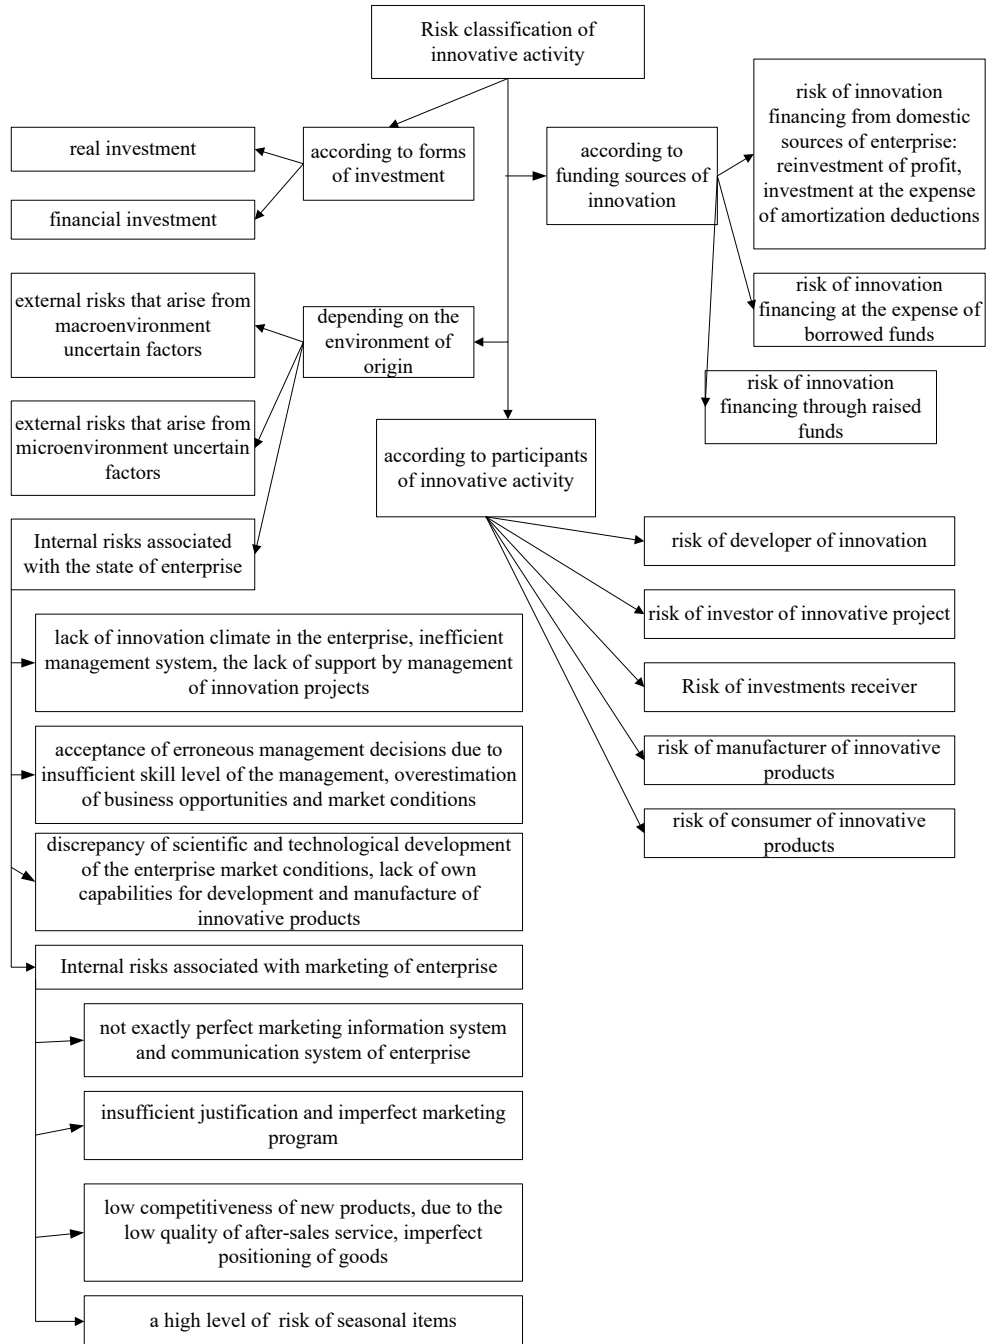 Risk classification of
innovative activity
real investment
financial investment
according to forms
of investment
according to
funding sources of
innovation
risk of innovation
financing from domestic
sources of enterprise:
reinvestment of profit,
investment at the expense
of amortization deductions
risk of innovation
financing at the expense of
borrowed funds
risk of innovation
financing through raised
funds
external risks that arise from
macroenvironment
uncertain factors
depending on the
environment of
origin
external risks that arise from
microenvironment uncertain
factors
Internal risks associated
with the state of enterprise
according to participants
of innovative activity
risk of developer of innovation
risk of investor of innovative project
Risk of investments receiver
risk of manufacturer of innovative
products
risk of consumer of innovative
products
lack of innovation climate in the enterprise, inefficient
management system, the lack of support by management
of innovation projects
acceptance of erroneous management decisions due to
insufficient skill level of the management, overestimation
of business opportunities and market conditions
discrepancy of scientific and technological development
of the enterprise market conditions, lack of own
capabilities for development and manufacture of
innovative products
Internal risks associated with marketing of enterprise
not exactly perfect marketing information system
and communication system of enterprise
insufficient justification and imperfect marketing
program
low competitiveness of new products, due to the
low quality of after-sales service, imperfect
positioning of goods
a high level of risk of seasonal items